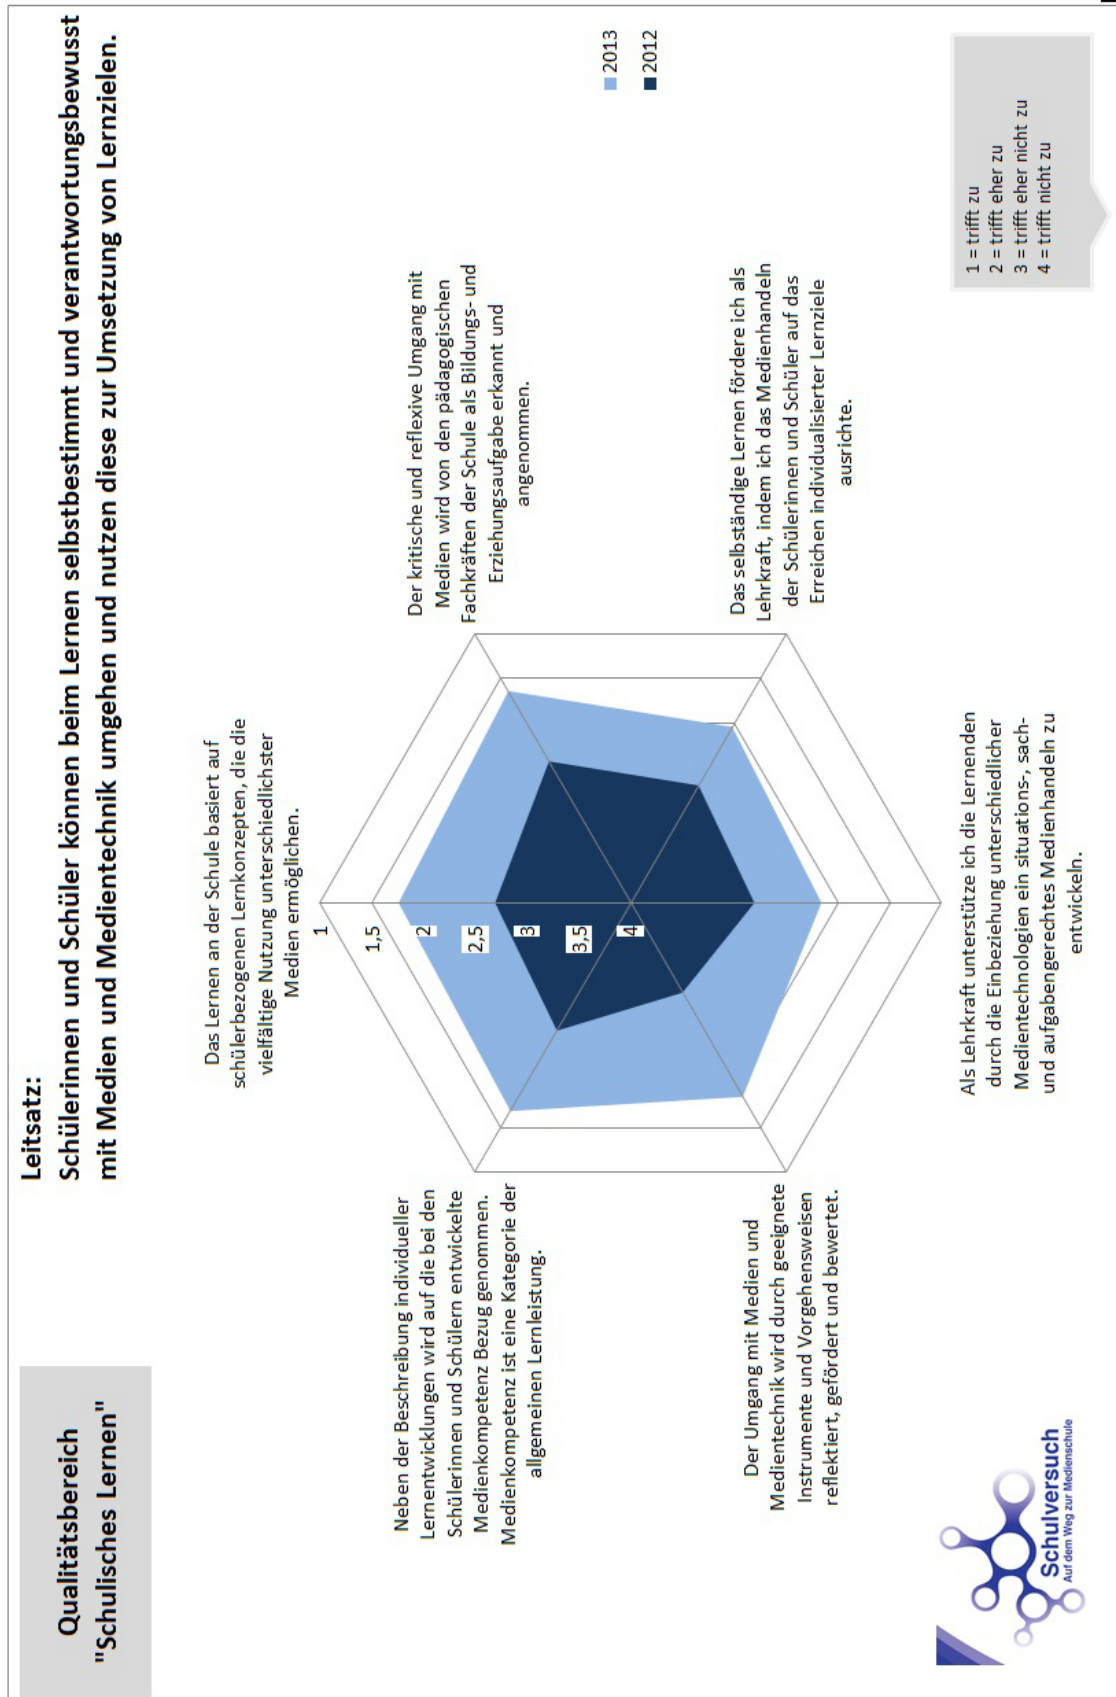 Qualitätsbereich
"Schulisches Lernen"
Leitsatz:
Schülerinnen und Schüler können beim Lernen selbstbestimmt und verantwortungsbewusst
mit Medien und Medientechnik umgehen und nutzen diese zur Umsetzung von Lernzielen.
Das Lernen an der Schule basiert auf
schülerbezogenen Lernkonzepten, die die
vielfältige Nutzung unterschiedlichster
Medien ermöglichen.
Der kritische und reflexive Umgang mit
Medien wird von den pädagogischen
Fachkräften der Schule als Bildungs- und
Erziehungsaufgabe erkannt und
angenommen.
Das selbständige Lernen fördere ich als
Lehrkraft, indem ich das Medienhandeln
der Schülerinnen und Schüler auf das
Erreichen individualisierter Lernziele
ausrichte.
Als Lehrkraft unterstütze ich die Lernenden
durch die Einbeziehung unterschiedlicher
Medientechnologien ein situations-, sach-
und aufgabengerechtes Medienhandeln zu
entwickeln.
Der Umgang mit Medien und
Medientechnik wird durch geeignete
Instrumente und Vorgehensweisen
reflektiert, gefördert und bewertet.
Neben der Beschreibung individueller
Lernentwicklungen wird auf die bei den
Schülerinnen und Schülern entwickelte
Medienkompetenz Bezug genommen.
Medienkompetenz ist eine Kategorie der
allgemeinen Lernleistung.
1
1,5
2
2,5
3
3,5
4
2013
2012
1 = trifft zu
2 = trifft eher zu
3 = trifft eher nicht zu
4 = trifft nicht zu
Schulversuch
Auf dem Weg zur Medienschule